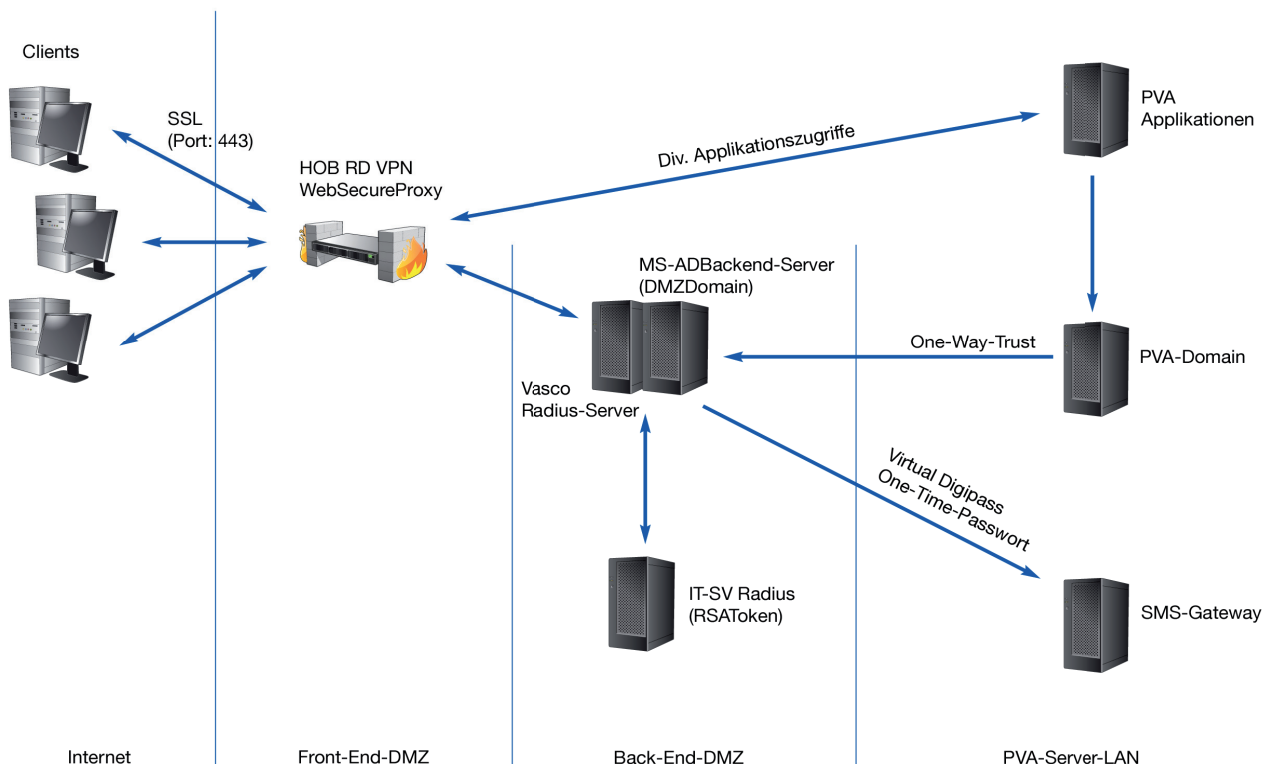 Clients
SSL
(Port: 443)
HOB RD VPN
WebSecureProxy
Div. Applikationszugriffe
PVA
Applikationen
MS-ADBackend-Server
(DMZDomain)
One-Way-Trust
PVA-Domain
Vasco
Radius-Server
Virtual Digipass
One-Time-Passwort
IT-SV Radius
(RSAToken)
SMS-Gateway
Internet
Front-End-DMZ
Back-End-DMZ
PVA-Server-LAN